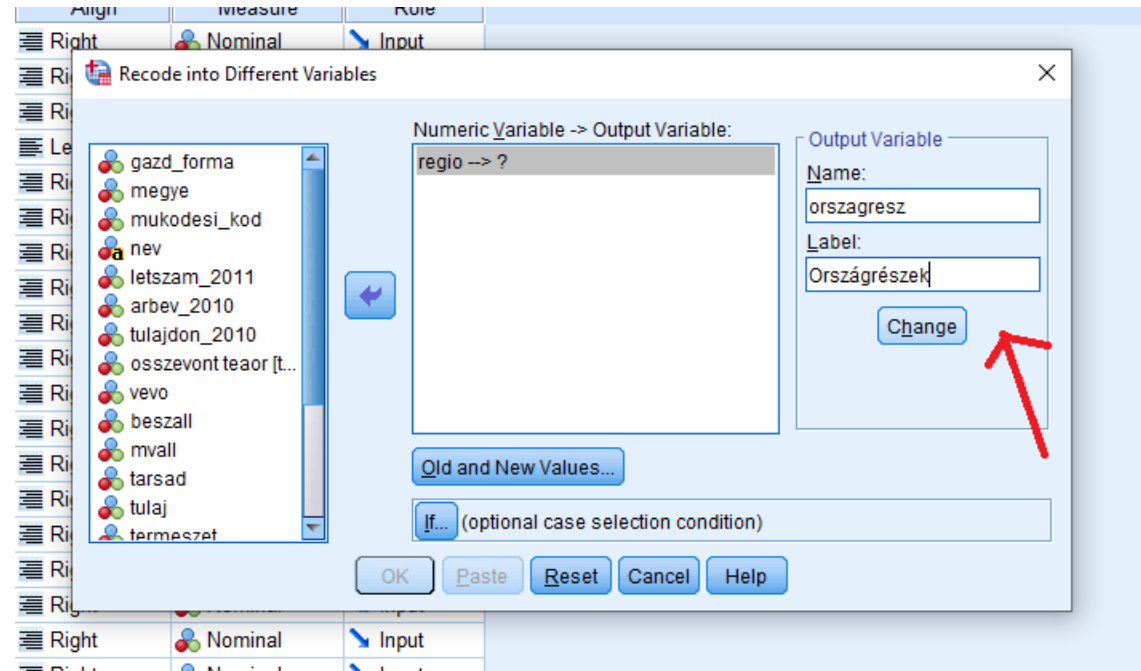 Align Measure Role
Right Nominal Input
Recode into Different Variables
Numeric Variable -> Output Variable:
regio --> ?
gazd_forma
megye
mukodesi_kod
nev
letszam_2011
arbev_2010
tulajdon_2010
osszevont teaor [t...
vevo
beszall
mvall
tarsad
tulaj
termeszet
Output Variable
Name:
orszagresz
Label:
Országrészek
Change
Old and New Values...
If... (optional case selection condition)
OK Paste Reset Cancel Help
Right Nominal Input